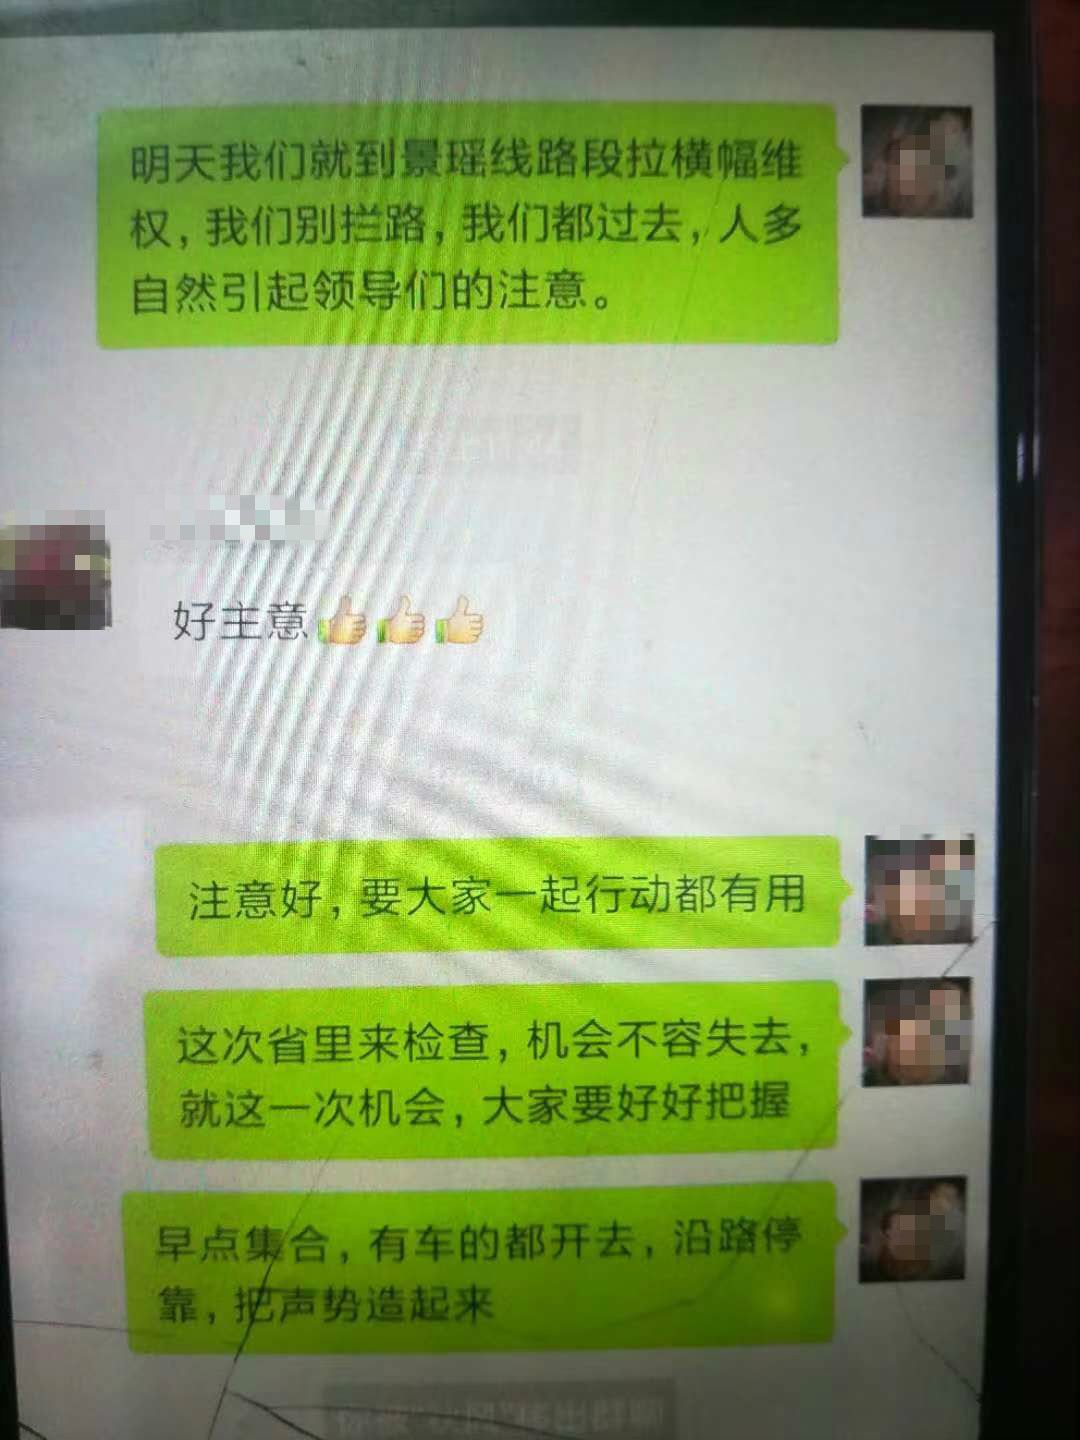 明天我们就到景瑶线路段拉横幅维
权，我们别拦路，我们都过去，人多
自然引起领导们的注意。
好主意👍👍👍
注意好，要大家一起行动都有用
这次省里来检查，机会不容失去，
就这一次机会，大家要好好把握
早点集合，有车的都开去，沿路停
靠，把声势造起来